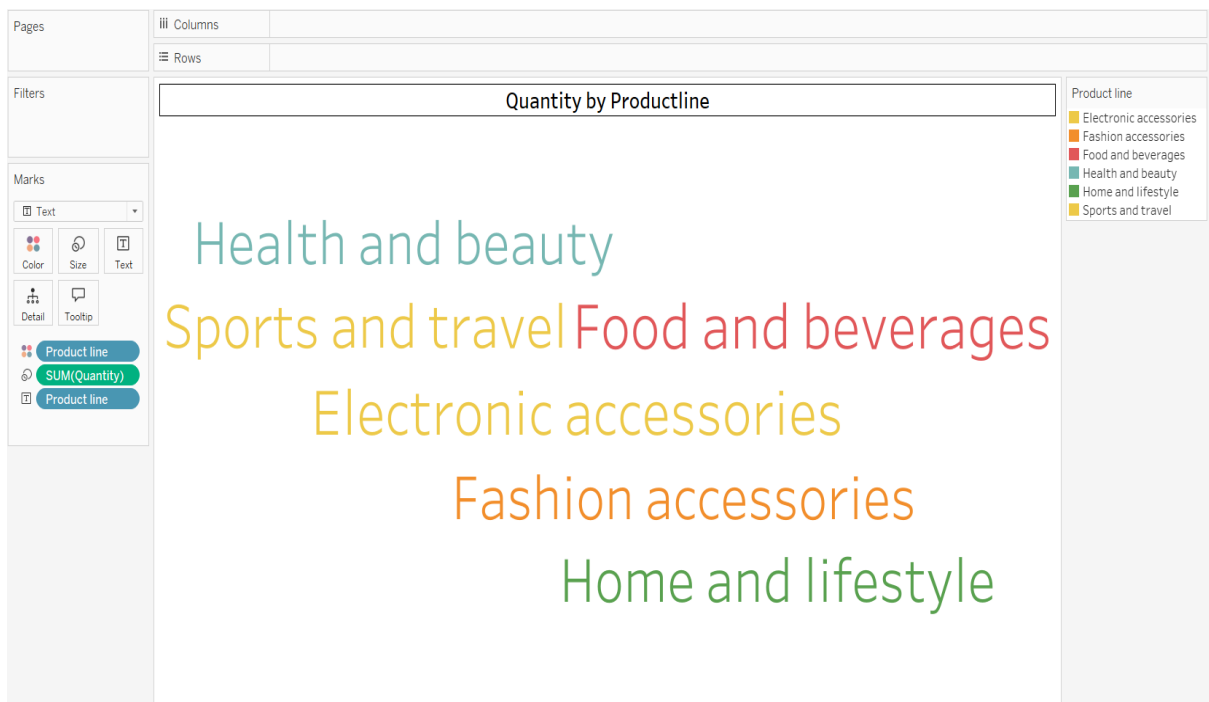 Pages
Columns
Rows
Filters
Quantity by Productline
Product line
Electronic accessories
Fashion accessories
Food and beverages
Health and beauty
Home and lifestyle
Sports and travel
Marks
T Text
Color Size T Text
Detail Tooltip
Product line
SUM(Quantity)
T Product line
Health and beauty
Sports and travel Food and beverages
Electronic accessories
Fashion accessories
Home and lifestyle